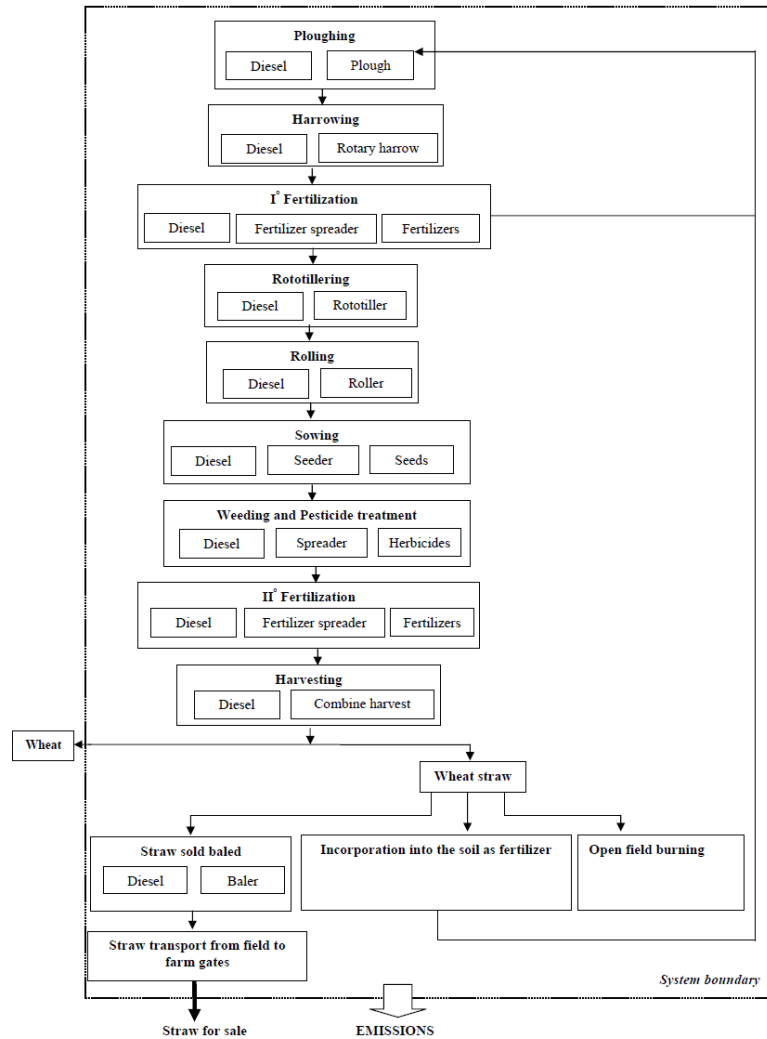 Ploughing
Diesel
Plough
Harrowing
Diesel
Rotary harrow
I° Fertilization
Diesel
Fertilizer spreader
Fertilizers
Rototillering
Diesel
Rototiller
Rolling
Diesel
Roller
Sowing
Diesel
Seeder
Seeds
Weeding and Pesticide treatment
Diesel
Spreader
Herbicides
II° Fertilization
Diesel
Fertilizer spreader
Fertilizers
Harvesting
Diesel
Combine harvest
Wheat
Wheat straw
Straw sold baled
Diesel
Baler
Incorporation into the soil as fertilizer
Open field burning
Straw transport from field to
farm gates
System boundary
Straw for sale
EMISSIONS